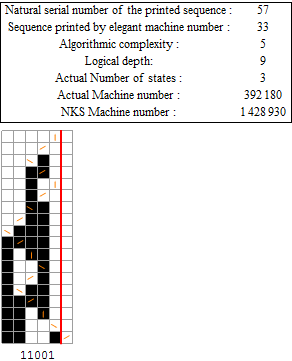 Natural serial number of the printed sequence : 57
Sequence printed by elegant machine number : 33
Algorithmic complexity : 5
Logical depth: 9
Actual Number of states : 3
Actual Machine number : 392 180
NKS Machine number : 1 428 930
11001